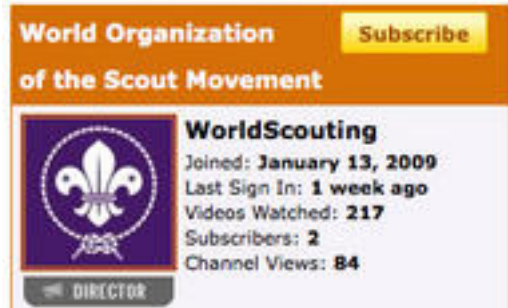 World Organization
Subscribe
of the Scout Movement
WorldScouting
Joined: January 13, 2009
Last Sign In: 1 week ago
Videos Watched: 217
Subscribers: 2
Channel Views: 84
DIRECTOR